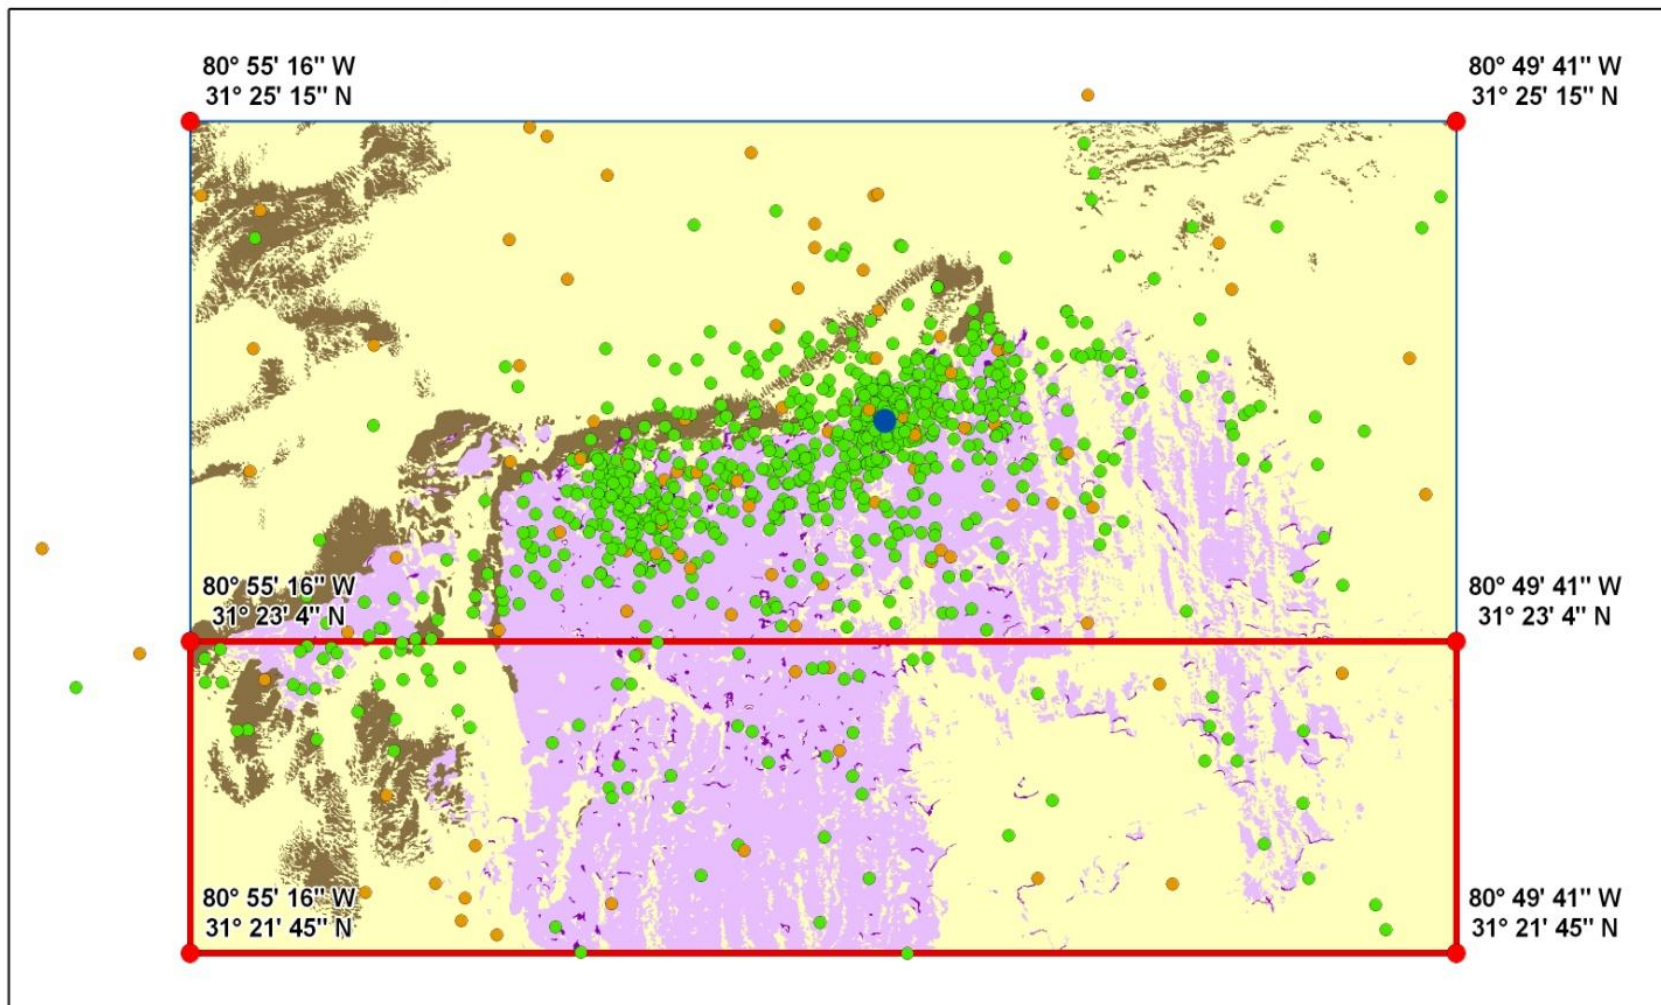 80° 55' 16" W
31° 25' 15" N
80° 49' 41" W
31° 25' 15" N
80° 55' 16" W
31° 23' 4" N
80° 49' 41" W
31° 23' 4" N
80° 55' 16" W
31° 21' 45" N
80° 49' 41" W
31° 21' 45" N